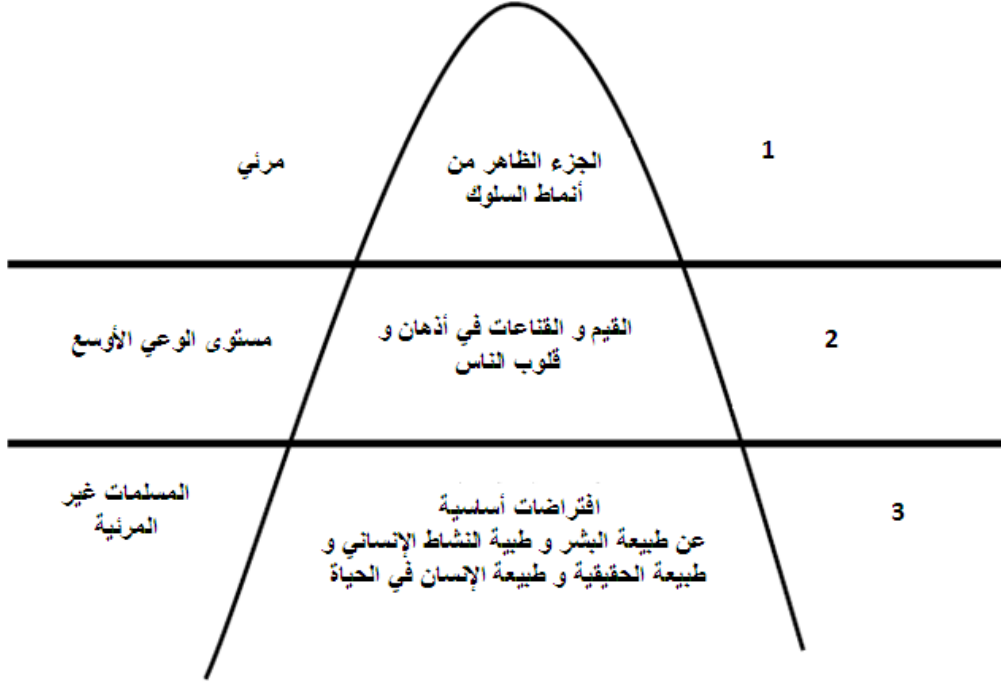 1
الجزء الظاهر من
أنماط السلوك
مرئي
2
القيم و القناعات في أذهان و
قلوب الناس
مستوى الوعي الأوسع
3
افتراضات أساسية
عن طبيعة البشر و طبية النشاط الإنساني و
طبيعة الحقيقية و طبيعة الإنسان في الحياة
المسلمات غير
المرئية